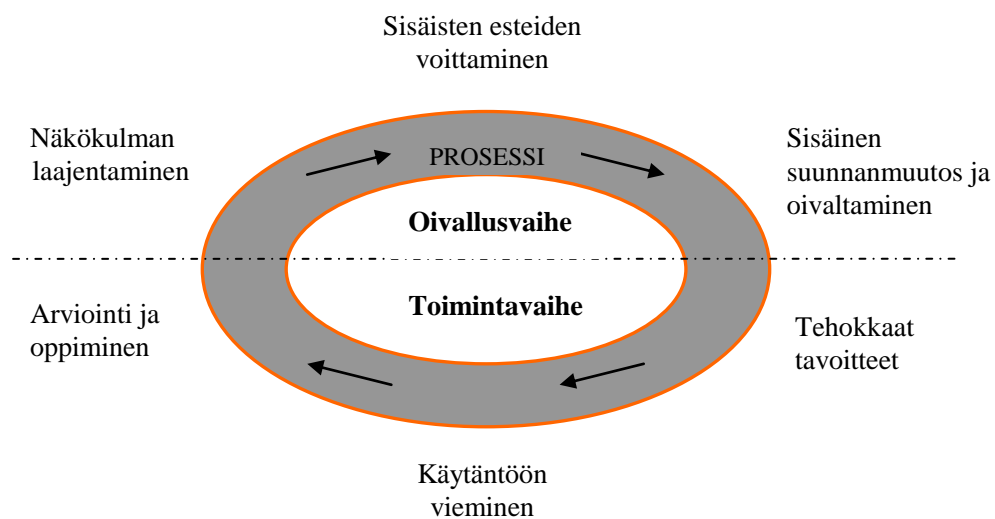 Sisäisten esteiden
voittaminen
Näkökulman
laajentaminen
PROSESSI
Sisäinen
suunnanmuutos ja
oivaltaminen
Oivallusvaihe
Toimintavaihe
Arviointi ja
oppiminen
Tehokkaat
tavoitteet
Käytäntöön
vieminen